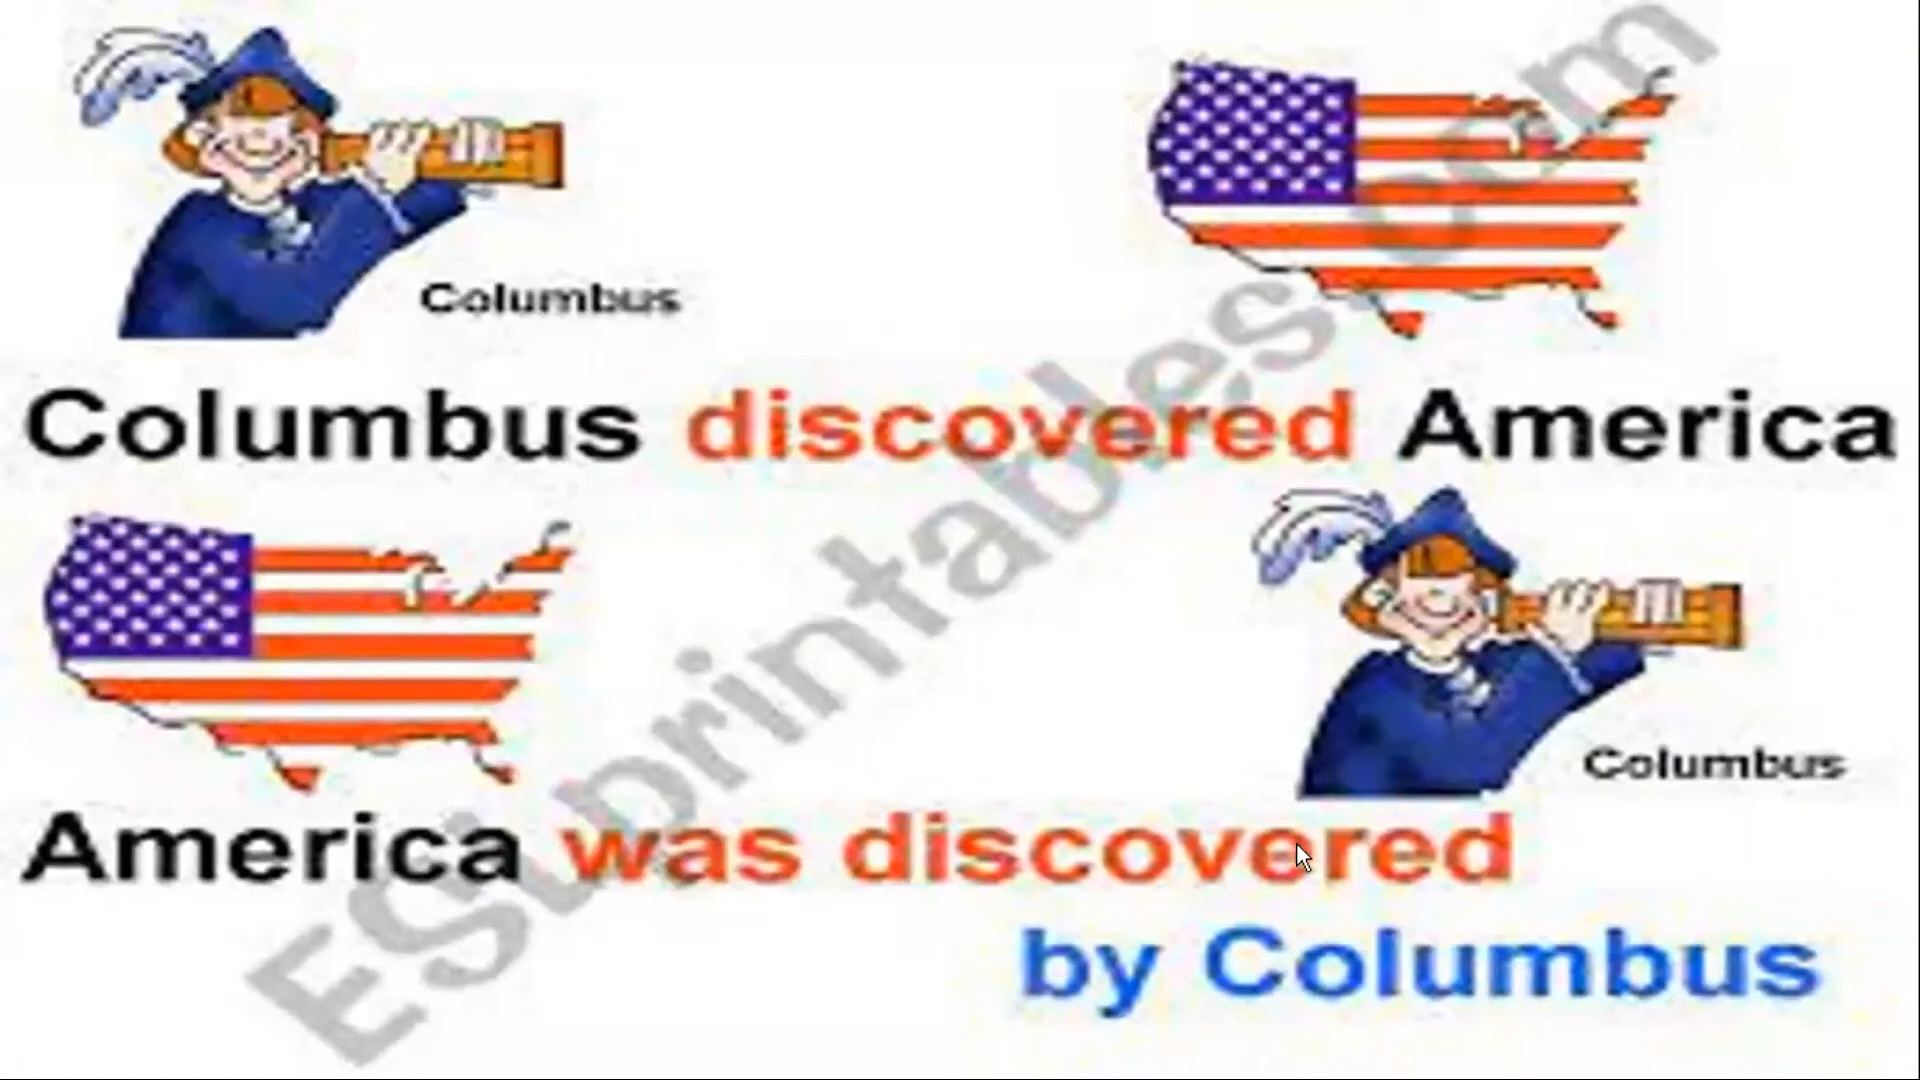 Columbus
Columbus discovered America
Columbus
America was discovered
by Columbus
ESLprintables.com